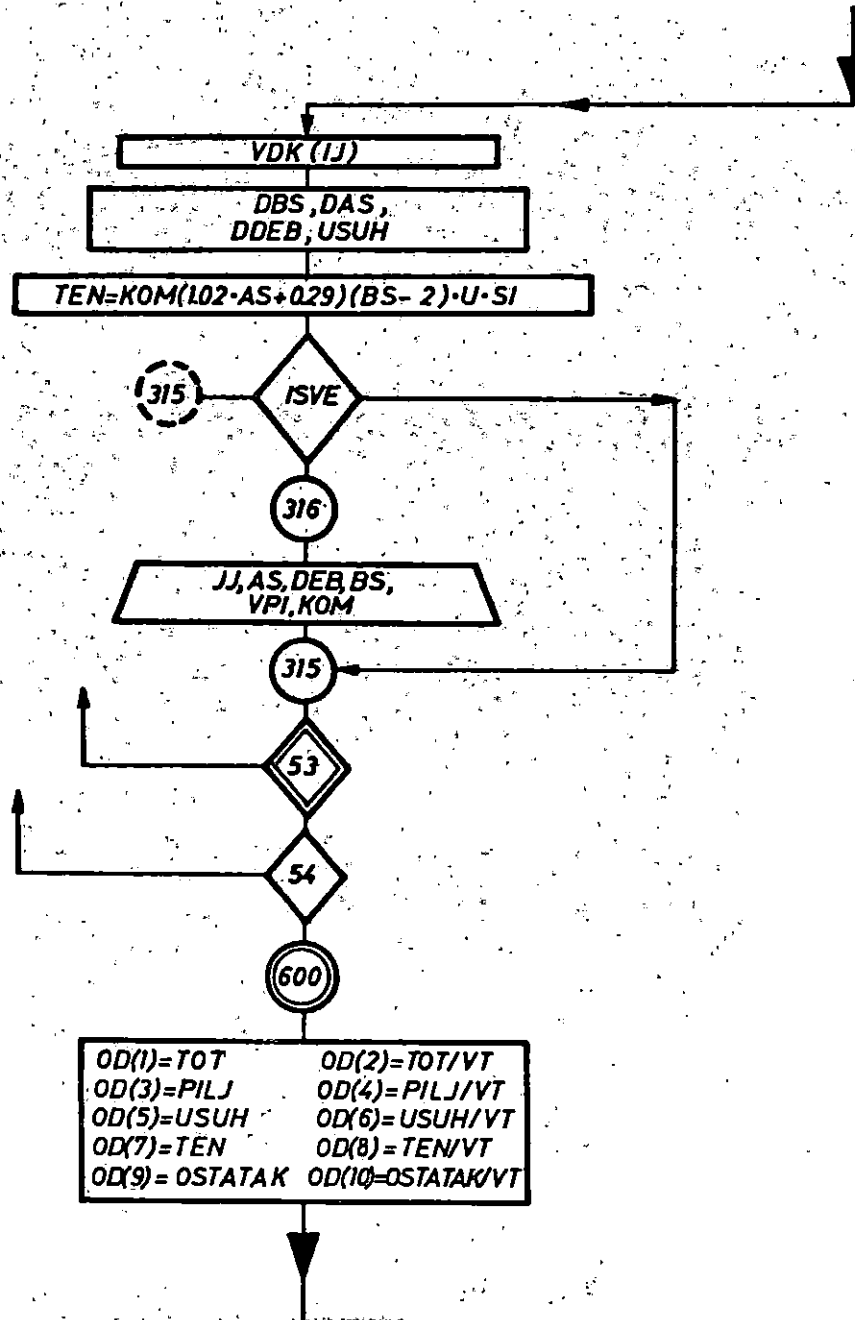 VDK (IJ)
DBS, DAS,
DDEB, USUH
TEN=KOM(1.02·AS+0.29)(BS-2)·U·SI
315
ISVE
316
JJ, AS, DEB, BS,
VPI, KOM
315
53
54
600
OD(1)=TOT OD(2)=TOT/VT
OD(3)=PILJ OD(4)=PILJ/VT
OD(5)=USUH OD(6)=USUH/VT
OD(7)=TEN OD(8)=TEN/VT
OD(9)=OSTATAK OD(10)=OSTATAK/VT